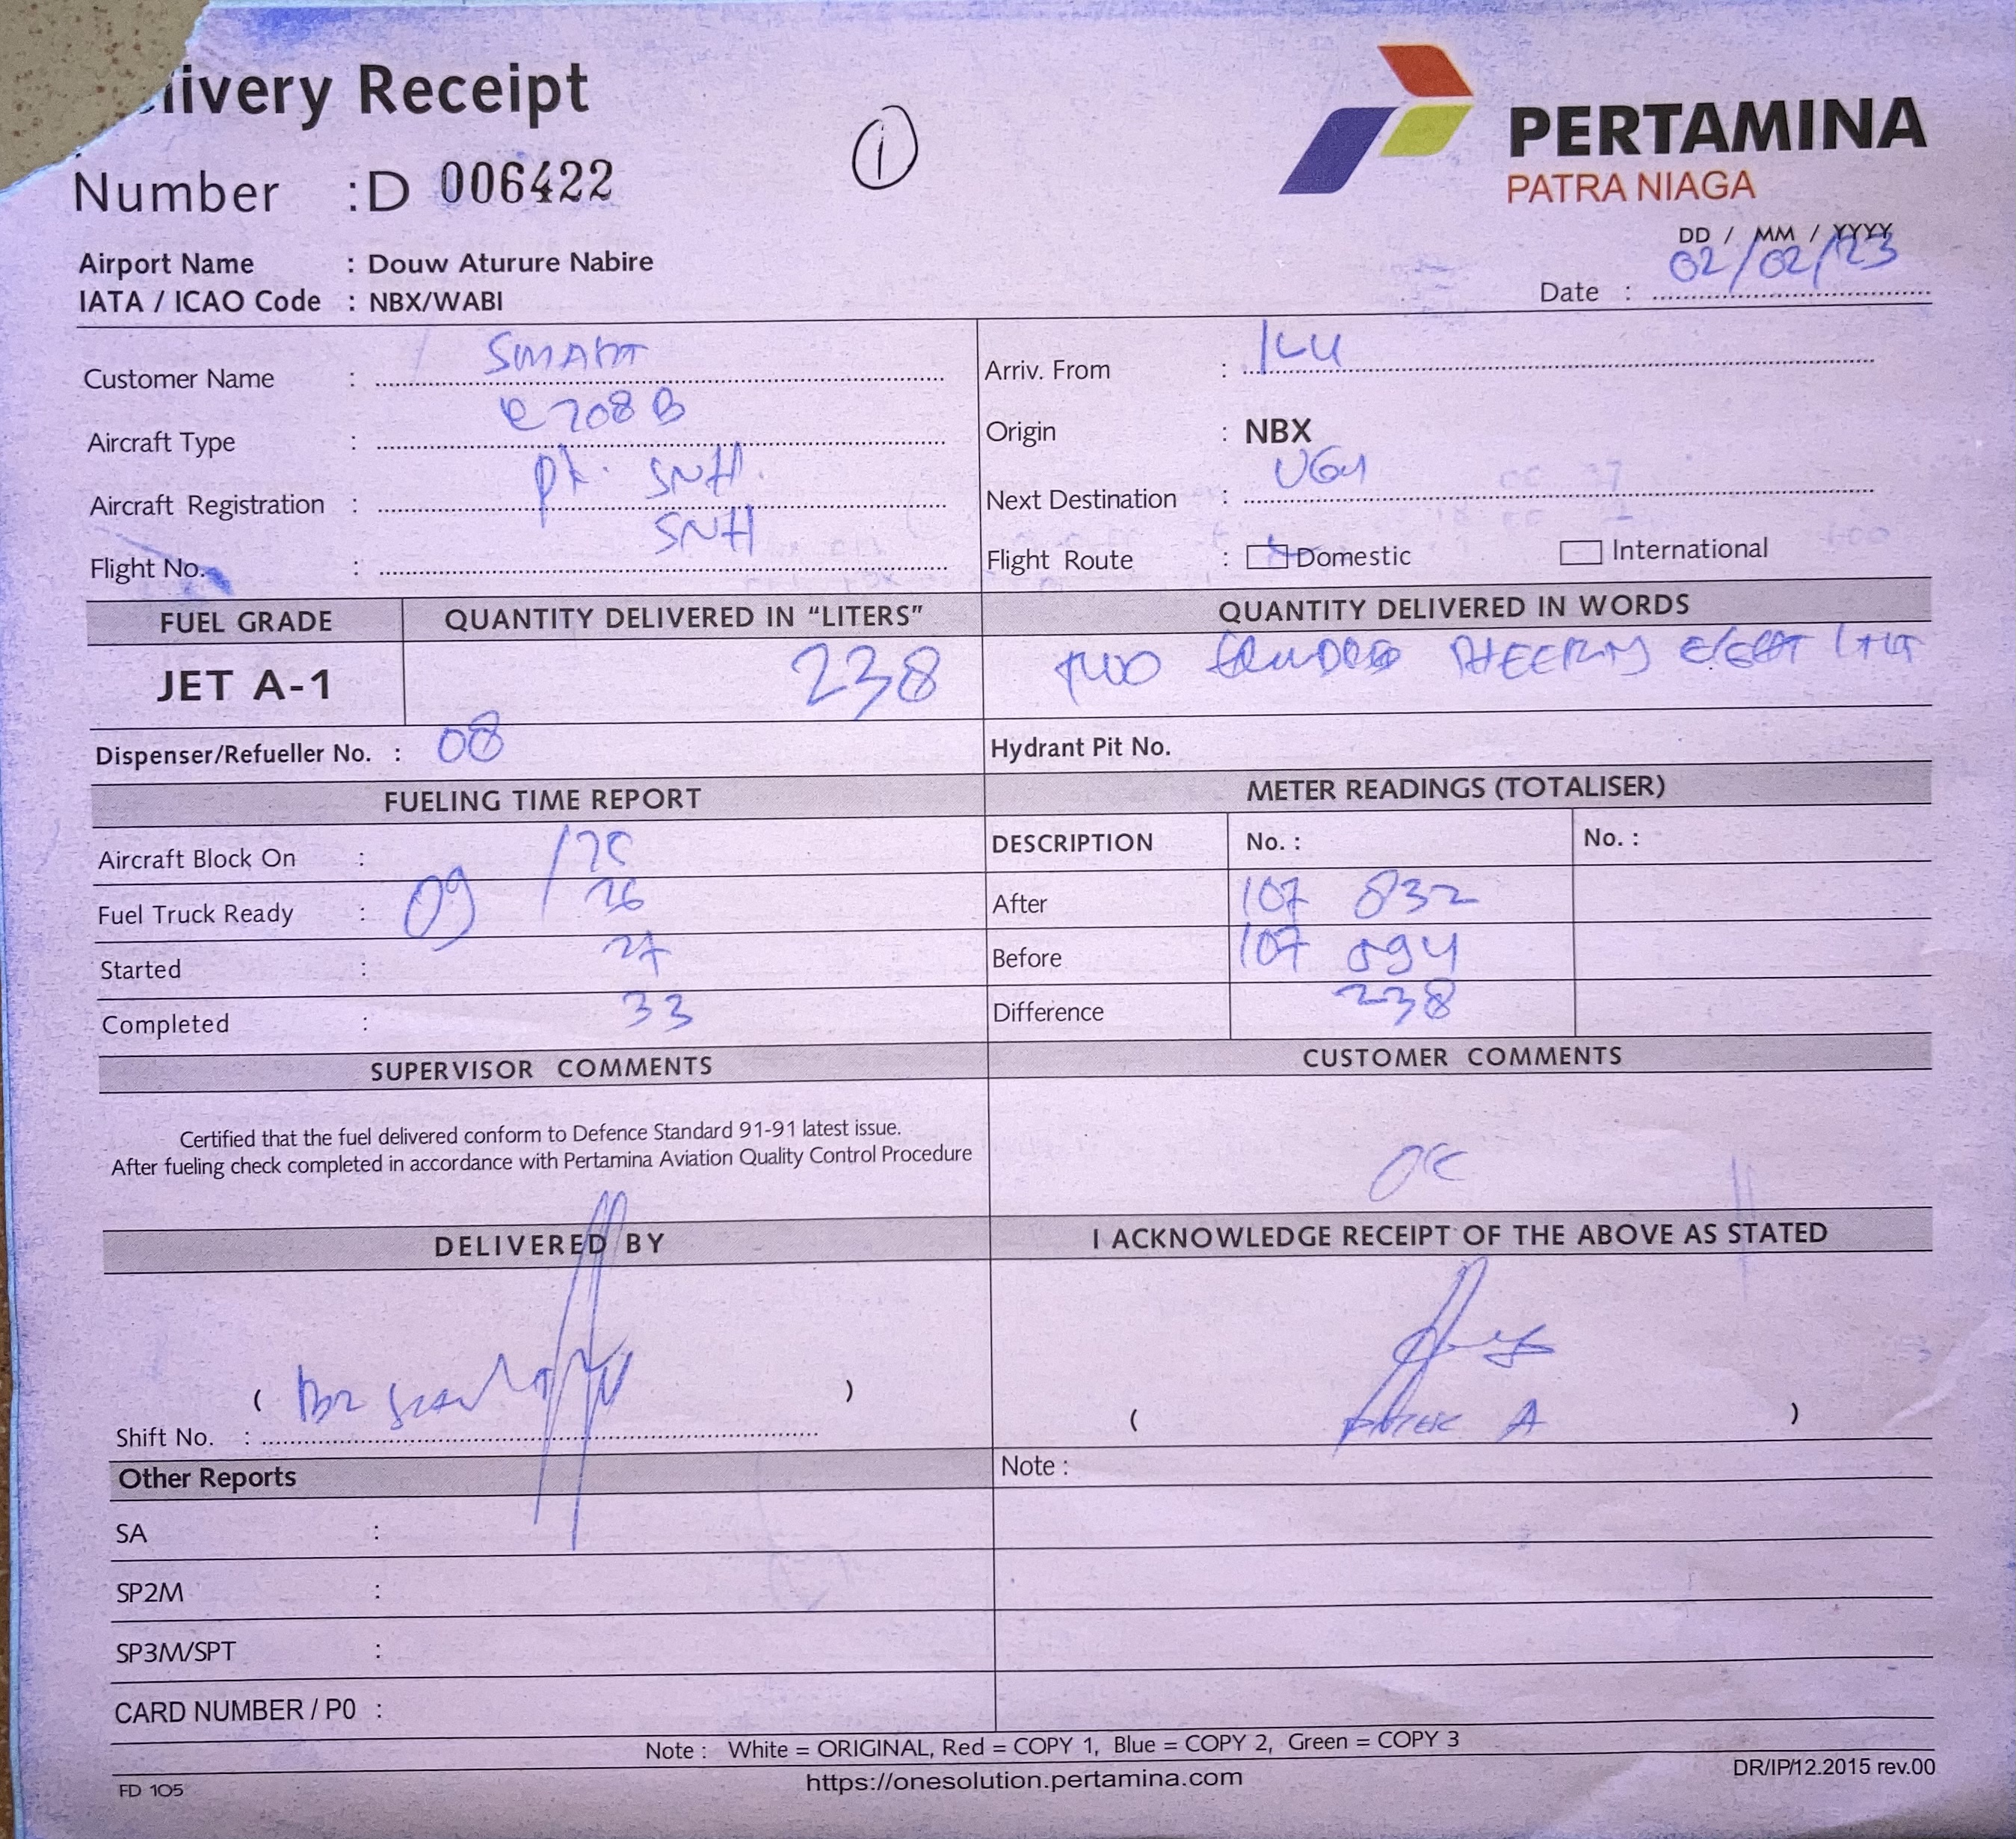 livery Receipt
1
PERTAMINA
PATRA NIAGA
Number : D 006422
Airport Name : Douw Aturure Nabire
IATA / ICAO Code : NBX/WABI
DD / MM / YYYY
Date : 02/02/23
Customer Name : SMART
Aircraft Type : C208B
Aircraft Registration : PK. SNH.
Flight No. : SNH
Arriv. From : ILU
Origin : NBX
Next Destination :
Flight Route : Domestic International
FUEL GRADE QUANTITY DELIVERED IN “LITERS” QUANTITY DELIVERED IN WORDS
JET A-1 238 TWO
Dispenser/Refueller No. : 08 Hydrant Pit No.
FUELING TIME REPORT
Aircraft Block On : 09 / 25
Fuel Truck Ready : 26
Started : 27
Completed : 33
METER READINGS (TOTALISER)
DESCRIPTION No. : No. :
After 107 832
Before 107 594
Difference 238
SUPERVISOR COMMENTS
Certified that the fuel delivered conform to Defence Standard 91-91 latest issue.
After fueling check completed in accordance with Pertamina Aviation Quality Control Procedure
CUSTOMER COMMENTS
OK
DELIVERED BY
( )
Shift No. :
I ACKNOWLEDGE RECEIPT OF THE ABOVE AS STATED
( A )
Other Reports
SA :
SP2M :
SP3M/SPT :
CARD NUMBER / P0 :
Note :
Note : White = ORIGINAL, Red = COPY 1, Blue = COPY 2, Green = COPY 3
FD 105
https://onesolution.pertamina.com
DR/IP/12.2015 rev.00